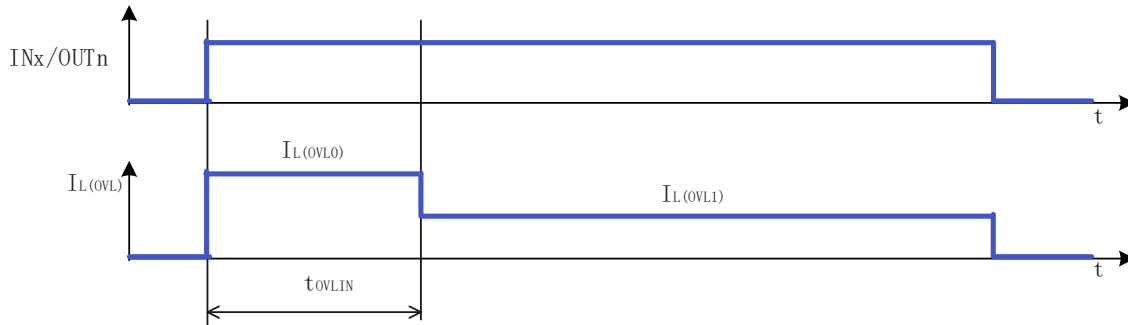 INx/OUTn
t
IL(OVL0)
IL(OVL)
IL(OVL1)
t
tOVLIN